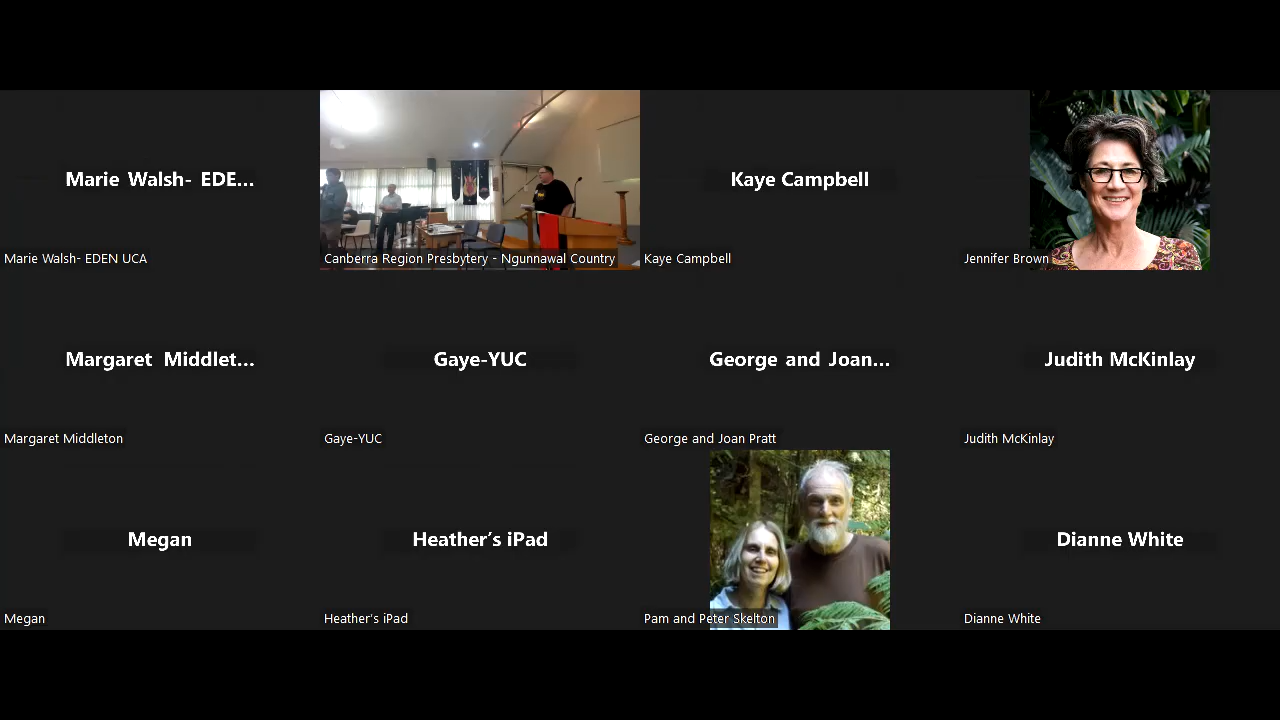 Marie Walsh- EDE...
Marie Walsh- EDEN UCA
Canberra Region Presbytery - Ngunnawal Country
Kaye Campbell
Kaye Campbell
Jennifer Brown
Margaret Middlet...
Margaret Middleton
Gaye-YUC
Gaye-YUC
George and Joan...
George and Joan Pratt
Judith McKinlay
Judith McKinlay
Megan
Megan
Heather's iPad
Heather's iPad
Pam and Peter Skelton
Dianne White
Dianne White